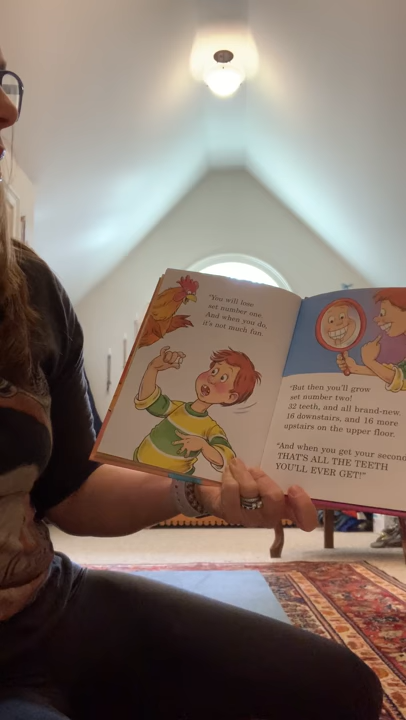 "You will lose
set number one.
And when you do,
it's not much fun.
"But then you'll grow
set number two!
32 teeth, and all brand-new.
16 downstairs, and 16 more
upstairs on the upper floor.
"And when you get your second
THAT'S ALL THE TEETH
YOU'LL EVER GET!"